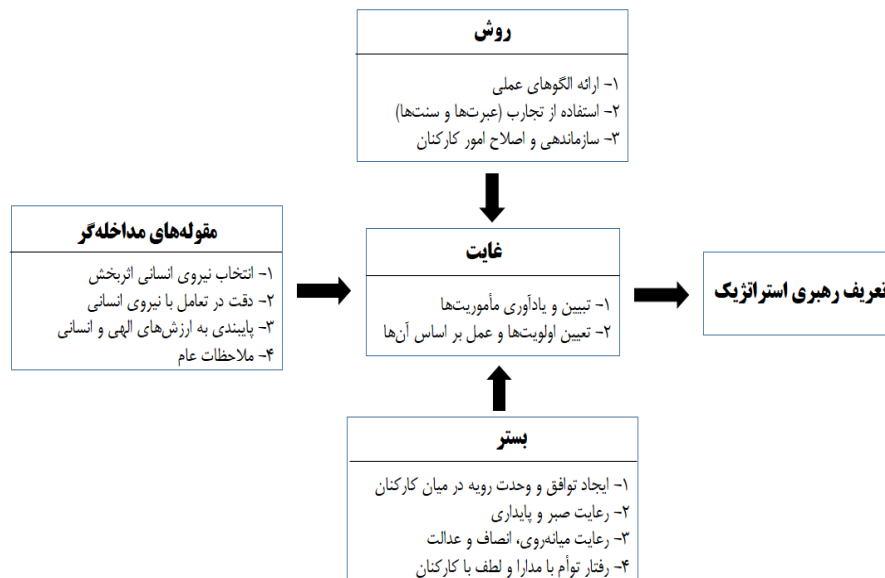 روش
۱- ارائه الگوهای عملی
۲- استفاده از تجارب (عبرت‌ها و سنت‌ها)
۳- سازماندهی و اصلاح امور کارکنان
مقوله‌های مداخله‌گر
۱- انتخاب نیروی انسانی اثربخش
۲- دقت در تعامل با نیروی انسانی
۳- پایبندی به ارزش‌های الهی و انسانی
۴- ملاحظات عام
غایت
۱- تبیین و یادآوری مأموریت‌ها
۲- تعیین اولویت‌ها و عمل بر اساس آن‌ها
تعریف رهبری استراتژیک
بستر
۱- ایجاد توافق و وحدت رویه در میان کارکنان
۲- رعایت صبر و پایداری
۳- رعایت میانه‌روی، انصاف و عدالت
۴- رفتار توأم با مدارا و لطف با کارکنان